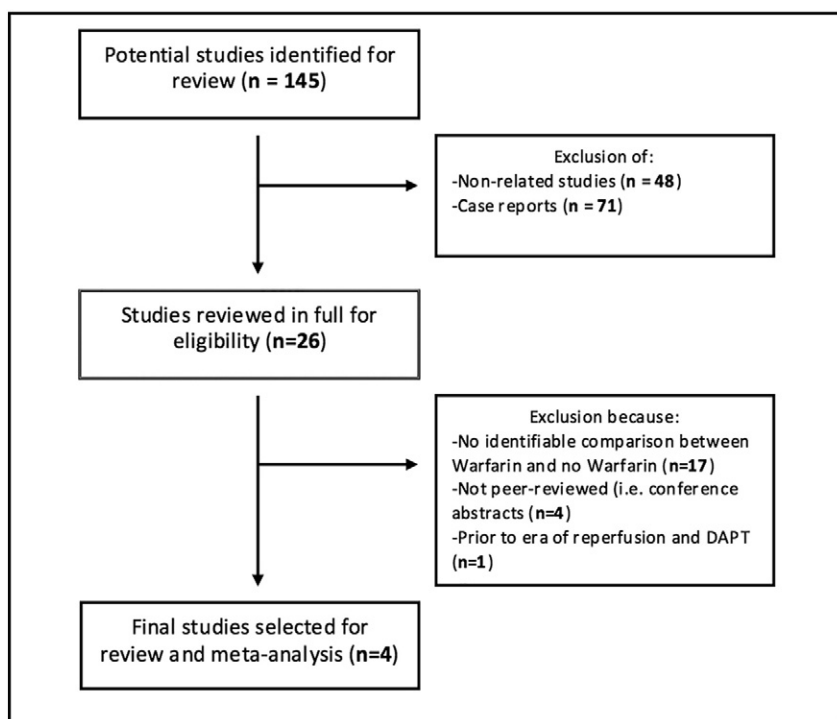 Potential studies identified for
review (n = 145)
Exclusion of:
-Non-related studies (n = 48)
-Case reports (n = 71)
Studies reviewed in full for
eligibility (n=26)
Exclusion because:
-No identifiable comparison between
Warfarin and no Warfarin (n=17)
-Not peer-reviewed (i.e. conference
abstracts (n=4)
-Prior to era of reperfusion and DAPT
(n=1)
Final studies selected for
review and meta-analysis (n=4)